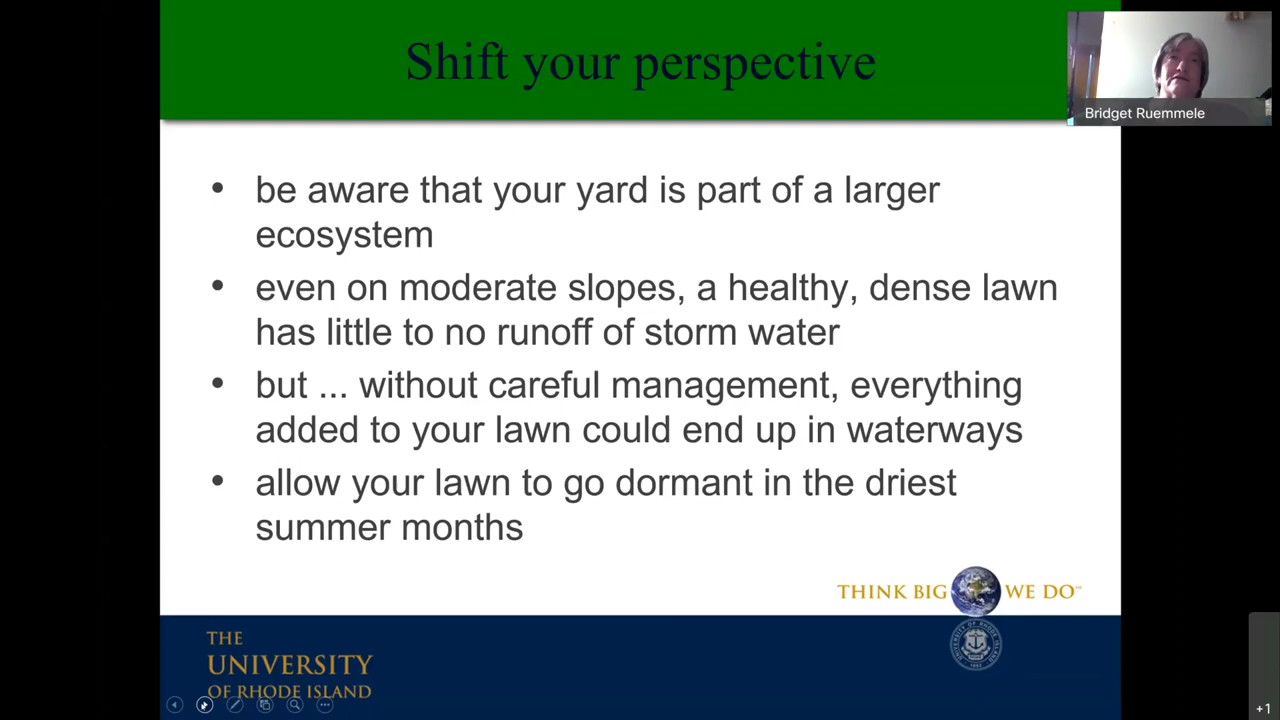 Shift your perspective
Bridget Ruemmele
• be aware that your yard is part of a larger
ecosystem
• even on moderate slopes, a healthy, dense lawn
has little to no runoff of storm water
• but ... without careful management, everything
added to your lawn could end up in waterways
• allow your lawn to go dormant in the driest
summer months
THINK BIG WE DO℠
THE
UNIVERSITY
OF RHODE ISLAND
+1